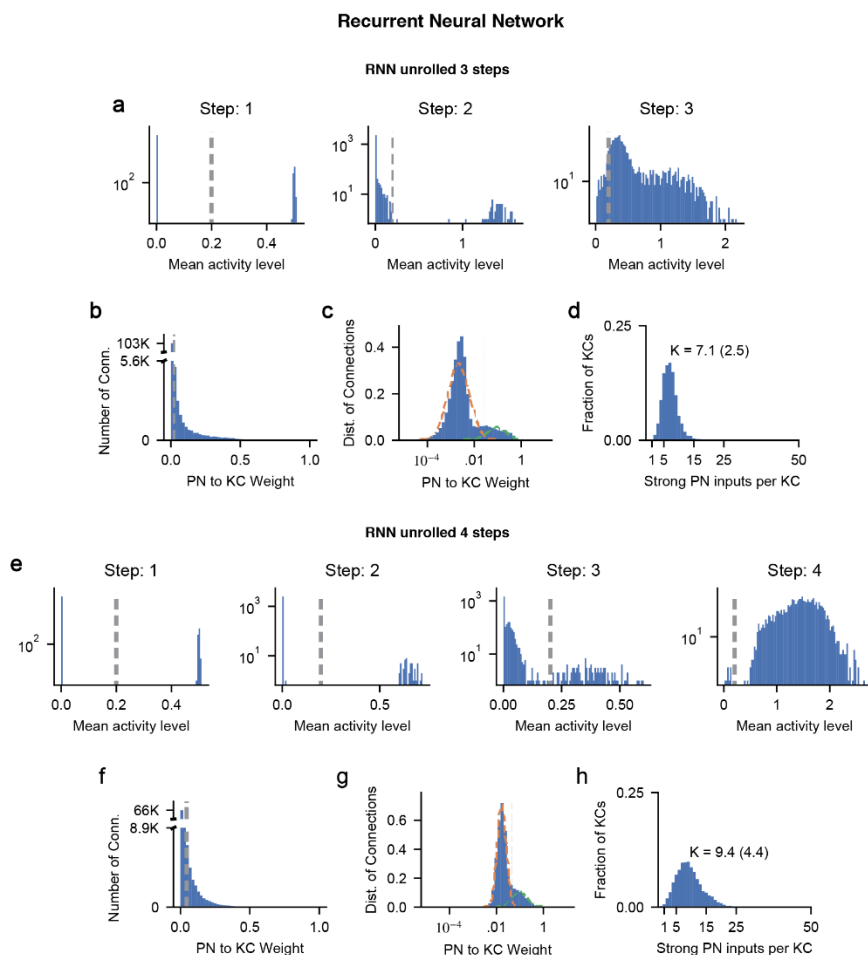 Recurrent Neural Network
RNN unrolled 3 steps
a
Step: 1
Step: 2
Step: 3
10²
10³
10¹
10¹
0.0 0.2 0.4
0 1
0 1 2
Mean activity level
Mean activity level
Mean activity level
b
c
d
Number of Conn.
103K
5.6K
0
0.0 0.5 1.0
PN to KC Weight
Dist. of Connections
0.4
0.2
0.0
10⁻⁴ .01 1
PN to KC Weight
Fraction of KCs
0.25
0.00
K = 7.1 (2.5)
1 5 15 25 50
Strong PN inputs per KC
RNN unrolled 4 steps
e
Step: 1
Step: 2
Step: 3
Step: 4
10²
10³
10¹
10³
10¹
10¹
0.0 0.2 0.4
0.0 0.5
0.00 0.25 0.50
0 1 2
Mean activity level
Mean activity level
Mean activity level
Mean activity level
f
g
h
Number of Conn.
66K
8.9K
0
0.0 0.5 1.0
PN to KC Weight
Dist. of Connections
0.6
0.4
0.2
0.0
10⁻⁴ .01 1
PN to KC Weight
Fraction of KCs
0.25
0.00
K = 9.4 (4.4)
1 5 15 25 50
Strong PN inputs per KC